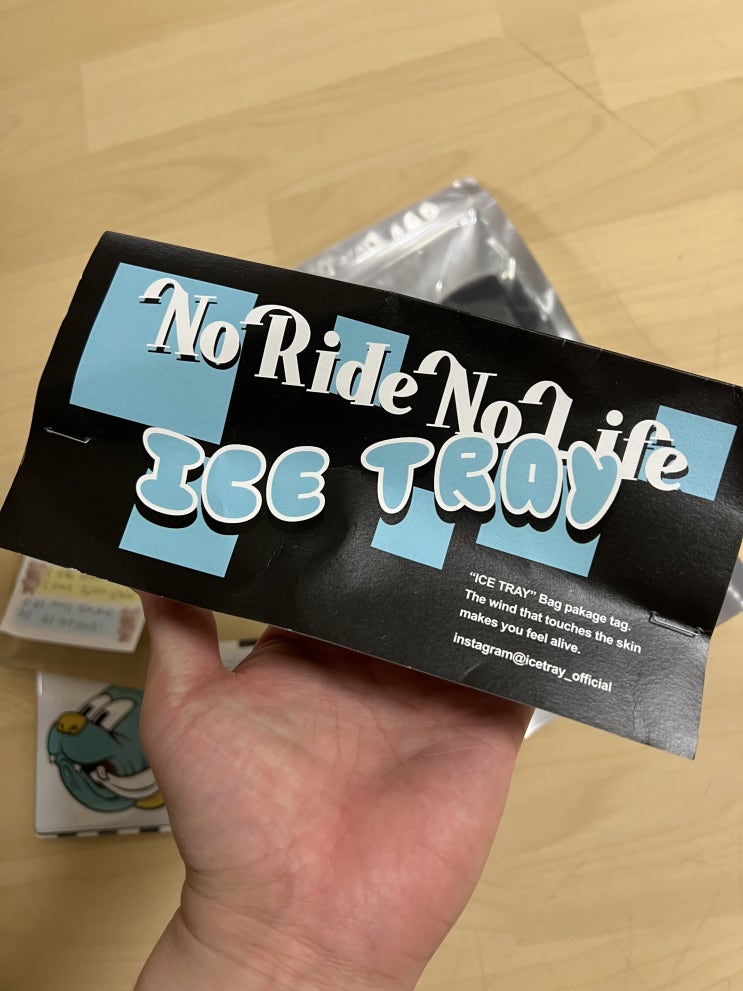 No Ride No Life
ICE TRAY
“ICE TRAY” Bag pakage tag.
The wind that touches the skin
makes you feel alive.
instagram@icetray_official